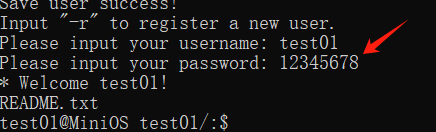 Save user success!
Input "-r" to register a new user.
Please input your username: test01
Please input your password: 12345678
* Welcome test01!
README.txt
test01@MiniOS test01/:$